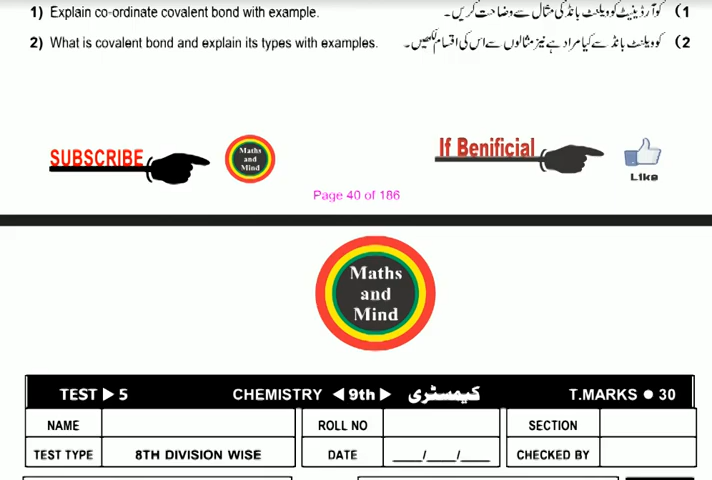 1) Explain co-ordinate covalent bond with example. کوآرڈینیٹ کوویلنٹ بانڈ کی مثال سے وضاحت کریں۔ (1
2) What is covalent bond and explain its types with examples. کوویلنٹ بانڈ سے کیا مراد ہے نیز مثالوں سے اس کی اقسام لکھیں۔ (2
SUBSCRIBE
Maths
and
Mind
If Benificial
Like
Page 40 of 186
Maths
and
Mind
TEST ▶ 5 CHEMISTRY ◀ 9th ▶ کیمسٹری T.MARKS ● 30
NAME ROLL NO SECTION
TEST TYPE 8TH DIVISION WISE DATE ___/___/___ CHECKED BY